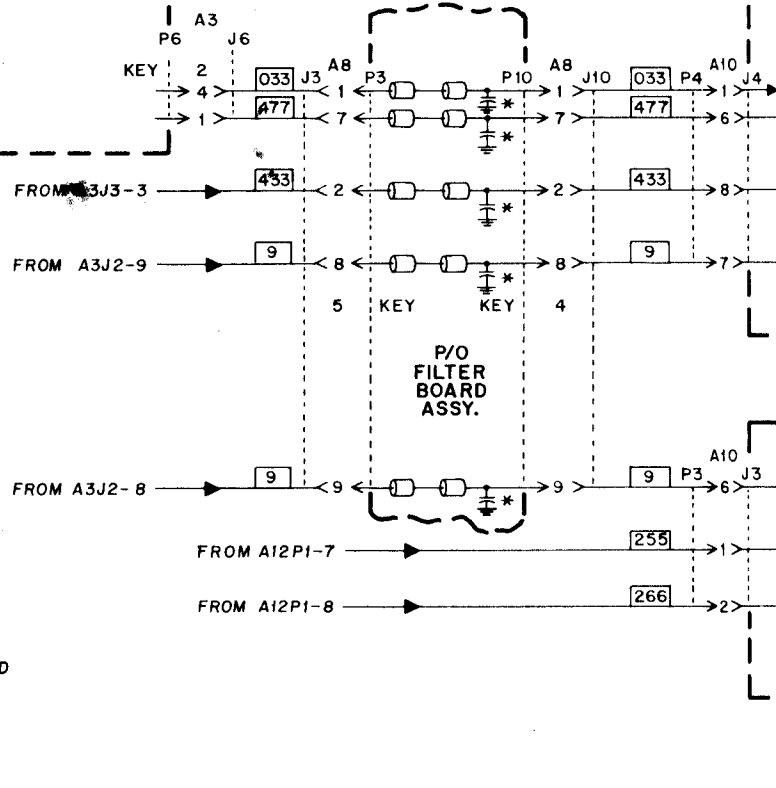 A3
P6 J6 A8 A8 A10
KEY 2 033 J3 P3 P10 J10 033 P4 J4
4 1 * 1 1
1 477 7 * 7 477 6
FROM A3J3-3 433 2 * 2 433 8
FROM A3J2-9 9 8 * 8 9 7
5 KEY KEY 4
P/O
FILTER
BOARD
ASSY.
A10
FROM A3J2-8 9 9 * 9 9 P3 6 J3
FROM A12P1-7 255 1
FROM A12P1-8 266 2
D